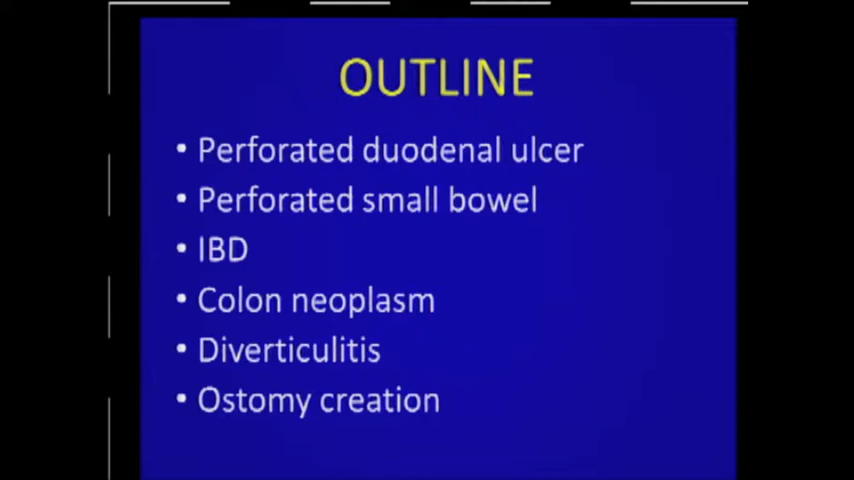 OUTLINE
• Perforated duodenal ulcer
• Perforated small bowel
• IBD
• Colon neoplasm
• Diverticulitis
• Ostomy creation